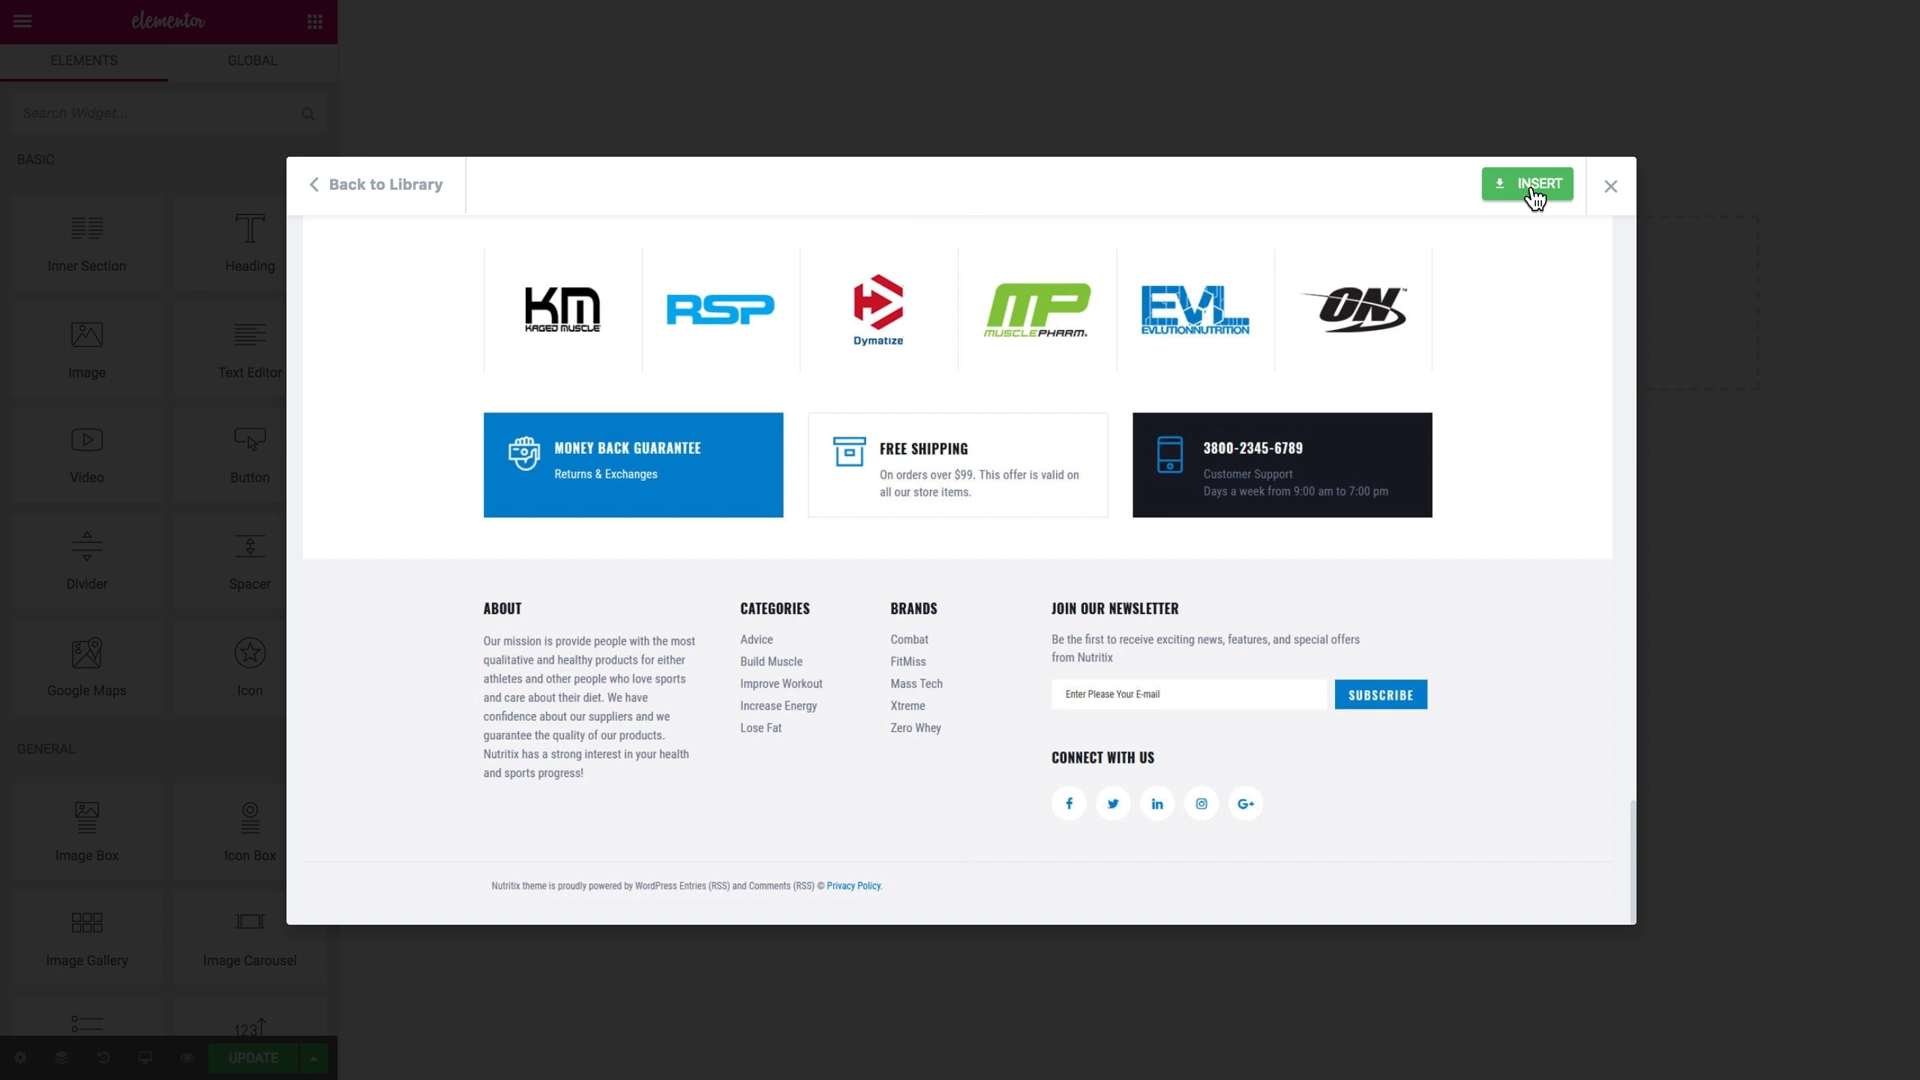 elementor
ELEMENTS
GLOBAL
Search Widget...
BASIC
Inner Section
Heading
Image
Text Editor
Video
Button
Divider
Spacer
Google Maps
Icon
GENERAL
Image Box
Icon Box
Image Gallery
Image Carousel
123
UPDATE
Back to Library
INSERT
KM
KAGED MUSCLE
RSP
Dymatize
MP
MUSCLEPHARM®
EVL
EVLUTIONNUTRITION
ON™
MONEY BACK GUARANTEE
Returns & Exchanges
FREE SHIPPING
On orders over $99. This offer is valid on
all our store items.
3800-2345-6789
Customer Support
Days a week from 9:00 am to 7:00 pm
ABOUT
Our mission is provide people with the most
qualitative and healthy products for either
athletes and other people who love sports
and care about their diet. We have
confidence about our suppliers and we
guarantee the quality of our products.
Nutritix has a strong interest in your health
and sports progress!
CATEGORIES
Advice
Build Muscle
Improve Workout
Increase Energy
Lose Fat
BRANDS
Combat
FitMiss
Mass Tech
Xtreme
Zero Whey
JOIN OUR NEWSLETTER
Be the first to receive exciting news, features, and special offers
from Nutritix
Enter Please Your E-mail
SUBSCRIBE
CONNECT WITH US
Nutritix theme is proudly powered by WordPress Entries (RSS) and Comments (RSS) © Privacy Policy.